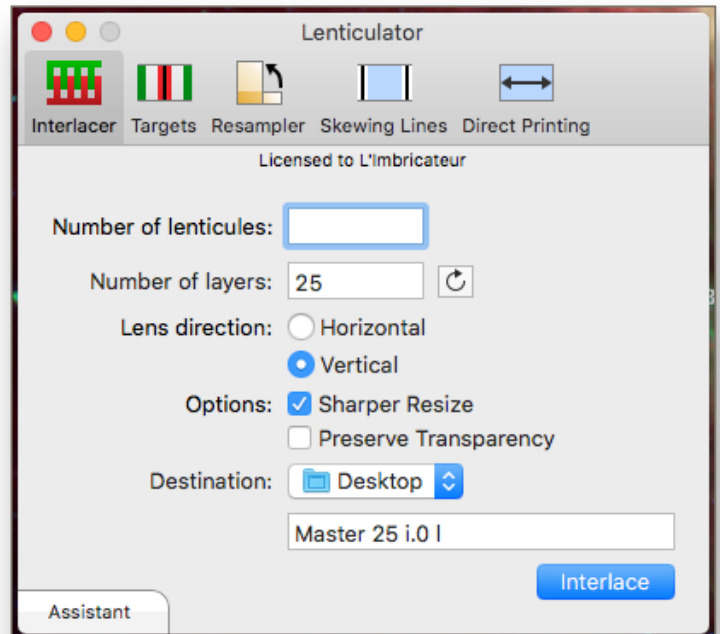 Lenticulator
Interlacer Targets Resampler Skewing Lines Direct Printing
Licensed to L'Imbricateur
Number of lenticules:
Number of layers: 25
Lens direction: Horizontal
Vertical
Options: Sharper Resize
Preserve Transparency
Destination: Desktop
Master 25 i.0 l
Interlace
Assistant